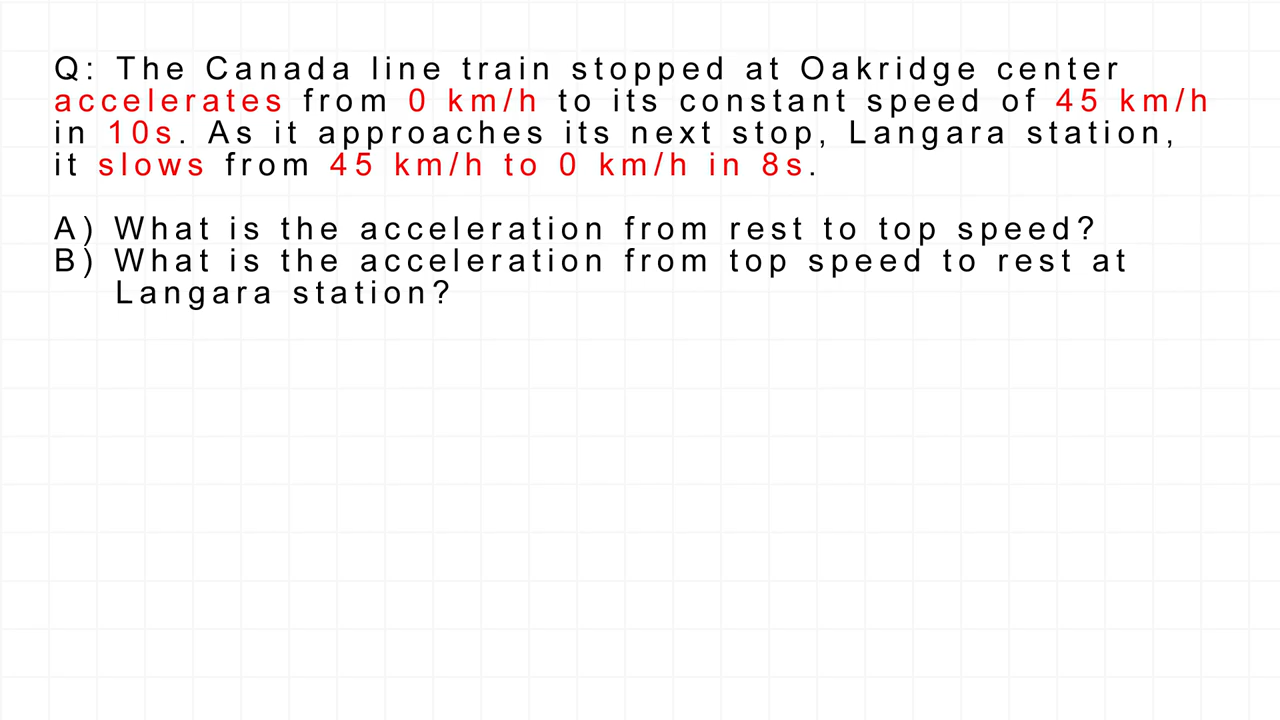 Q: The Canada line train stopped at Oakridge center
accelerates from 0 km/h to its constant speed of 45 km/h
in 10s. As it approaches its next stop, Langara station,
it slows from 45 km/h to 0 km/h in 8s.
A) What is the acceleration from rest to top speed?
B) What is the acceleration from top speed to rest at
Langara station?